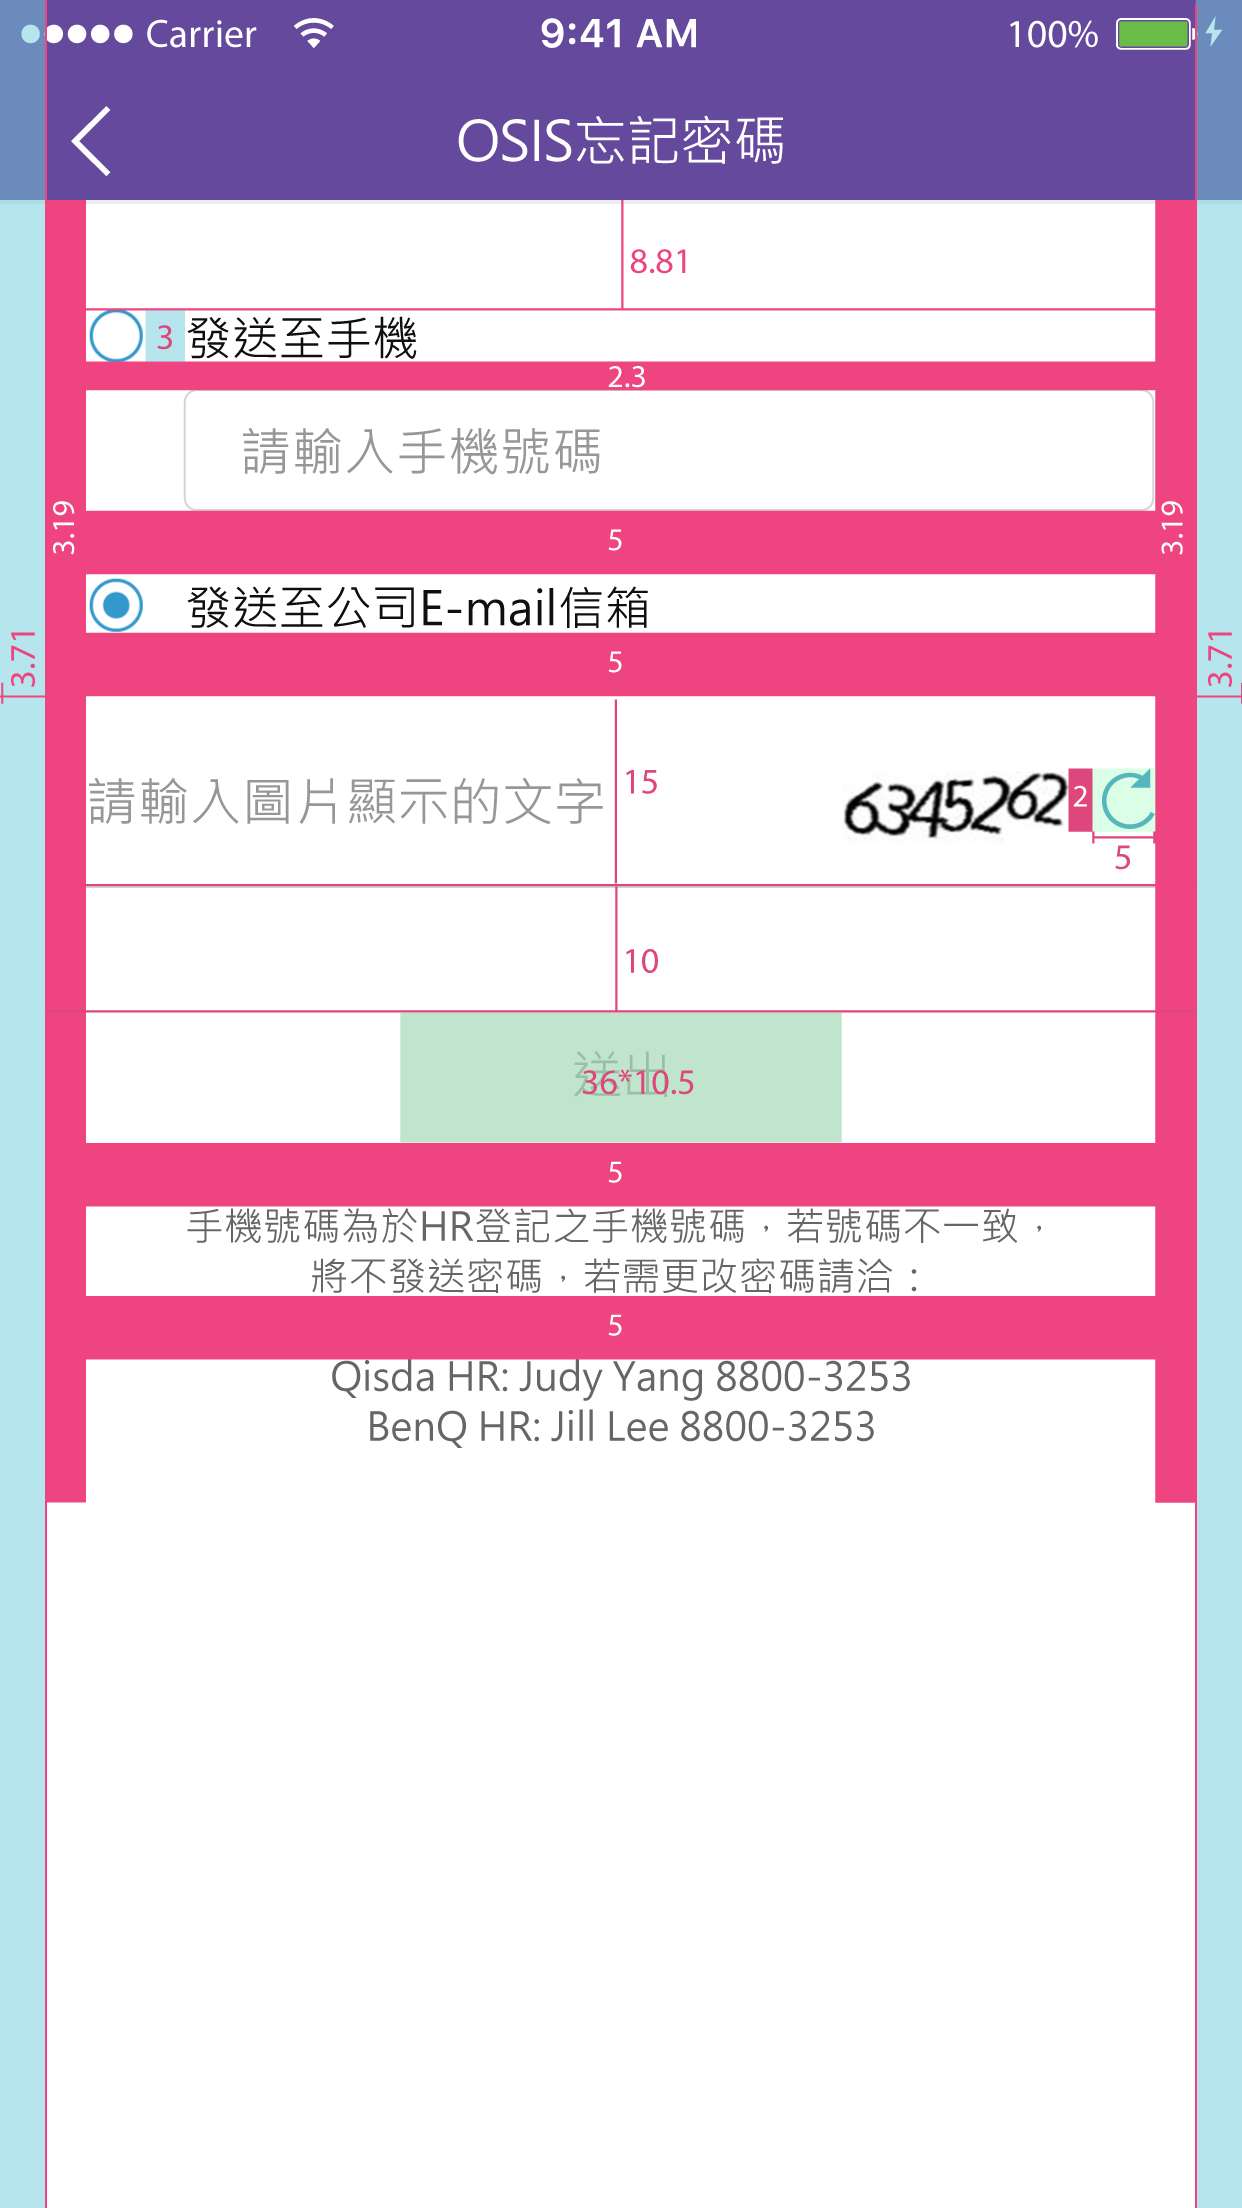 Carrier 9:41 AM 100%
OSIS忘記密碼
8.81
3 發送至手機
2.3
請輸入手機號碼
3.19 3.19
5
發送至公司E-mail信箱
3.71 3.71
5
請輸入圖片顯示的文字 15 6345262 2
5
10
送出
36*10.5
5
手機號碼為於HR登記之手機號碼，若號碼不一致，
將不發送密碼，若需更改密碼請洽：
5
Qisda HR: Judy Yang 8800-3253
BenQ HR: Jill Lee 8800-3253